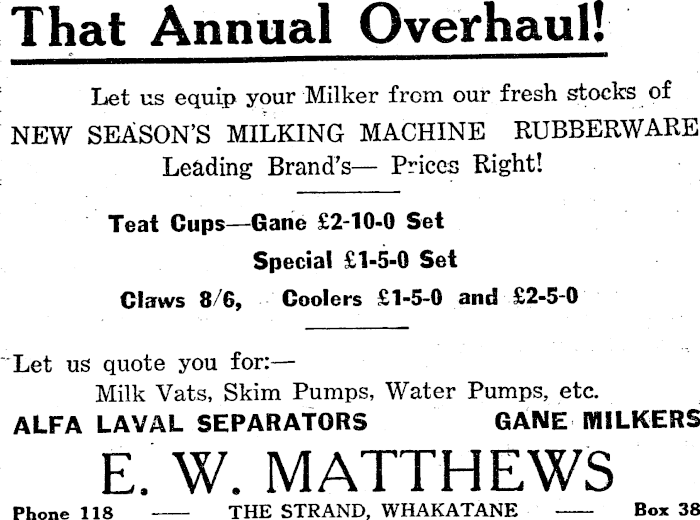 That Annual Overhaul!
Let us equip your Milker from our fresh stocks of
NEW SEASON'S MILKING MACHINE RUBBERWARE
Leading Brand's— Prices Right!
Teat Cups—Gane £2-10-0 Set
Special £1-5-0 Set
Claws 8/6, Coolers £1-5-0 and £2-5-0
Let us quote you for:—
Milk Vats, Skim Pumps, Water Pumps, etc.
ALFA LAVAL SEPARATORS GANE MILKERS
E. W. MATTHEWS
Phone 118 — THE STRAND, WHAKATANE — Box 38